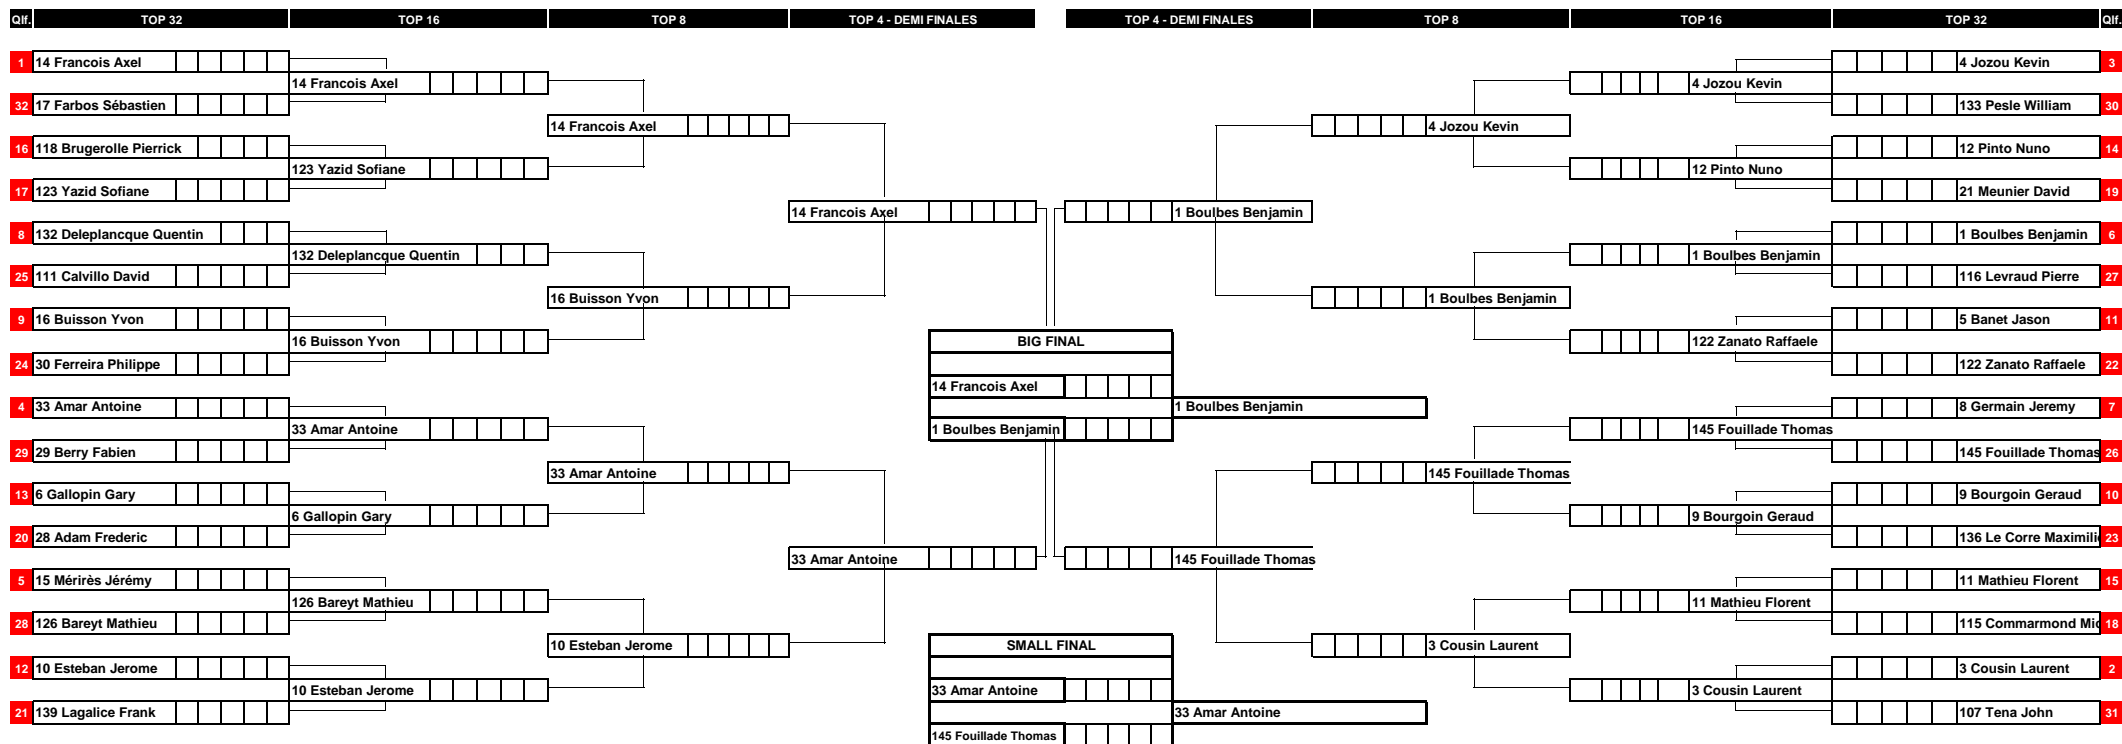 Qlf. TOP 32 TOP 16 TOP 8 TOP 4 - DEMI FINALES TOP 4 - DEMI FINALES TOP 8 TOP 16 TOP 32 Qlf.
1 14 Francois Axel 4 Jozou Kevin 3
14 Francois Axel 4 Jozou Kevin
32 17 Farbos Sébastien 133 Pesle William 30
14 Francois Axel 4 Jozou Kevin
16 118 Brugerolle Pierrick 12 Pinto Nuno 14
123 Yazid Sofiane 12 Pinto Nuno
17 123 Yazid Sofiane 21 Meunier David 19
14 Francois Axel 1 Boulbes Benjamin
8 132 Deleplancque Quentin 1 Boulbes Benjamin 6
132 Deleplancque Quentin 1 Boulbes Benjamin
25 111 Calvillo David 116 Levraud Pierre 27
16 Buisson Yvon 1 Boulbes Benjamin
9 16 Buisson Yvon 5 Banet Jason 11
16 Buisson Yvon BIG FINAL 122 Zanato Raffaele
24 30 Ferreira Philippe 122 Zanato Raffaele 22
14 Francois Axel
4 33 Amar Antoine 1 Boulbes Benjamin 8 Germain Jeremy 7
33 Amar Antoine 1 Boulbes Benjamin 145 Fouillade Thomas
29 29 Berry Fabien 145 Fouillade Thomas 26
33 Amar Antoine 145 Fouillade Thomas
13 6 Gallopin Gary 9 Bourgoin Geraud 10
6 Gallopin Gary 9 Bourgoin Geraud
20 28 Adam Frederic 136 Le Corre Maximili 23
33 Amar Antoine 145 Fouillade Thomas
5 15 Mérirès Jérémy 11 Mathieu Florent 15
126 Bareyt Mathieu 11 Mathieu Florent
28 126 Bareyt Mathieu 115 Commarmond Mic 18
10 Esteban Jerome SMALL FINAL 3 Cousin Laurent
12 10 Esteban Jerome 3 Cousin Laurent 2
10 Esteban Jerome 33 Amar Antoine 3 Cousin Laurent
21 139 Lagalice Frank 33 Amar Antoine 107 Tena John 31
145 Fouillade Thomas